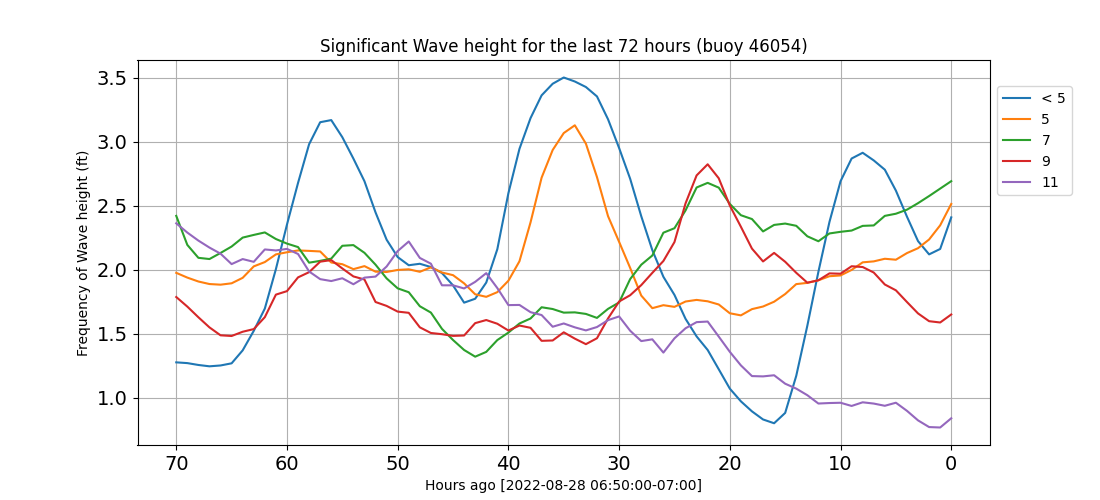 Significant Wave height for the last 72 hours (buoy 46054)
Frequency of Wave height (ft)
3.5
3.0
2.5
2.0
1.5
1.0
70 60 50 40 30 20 10 0
Hours ago [2022-08-28 06:50:00-07:00]
< 5
5
7
9
11